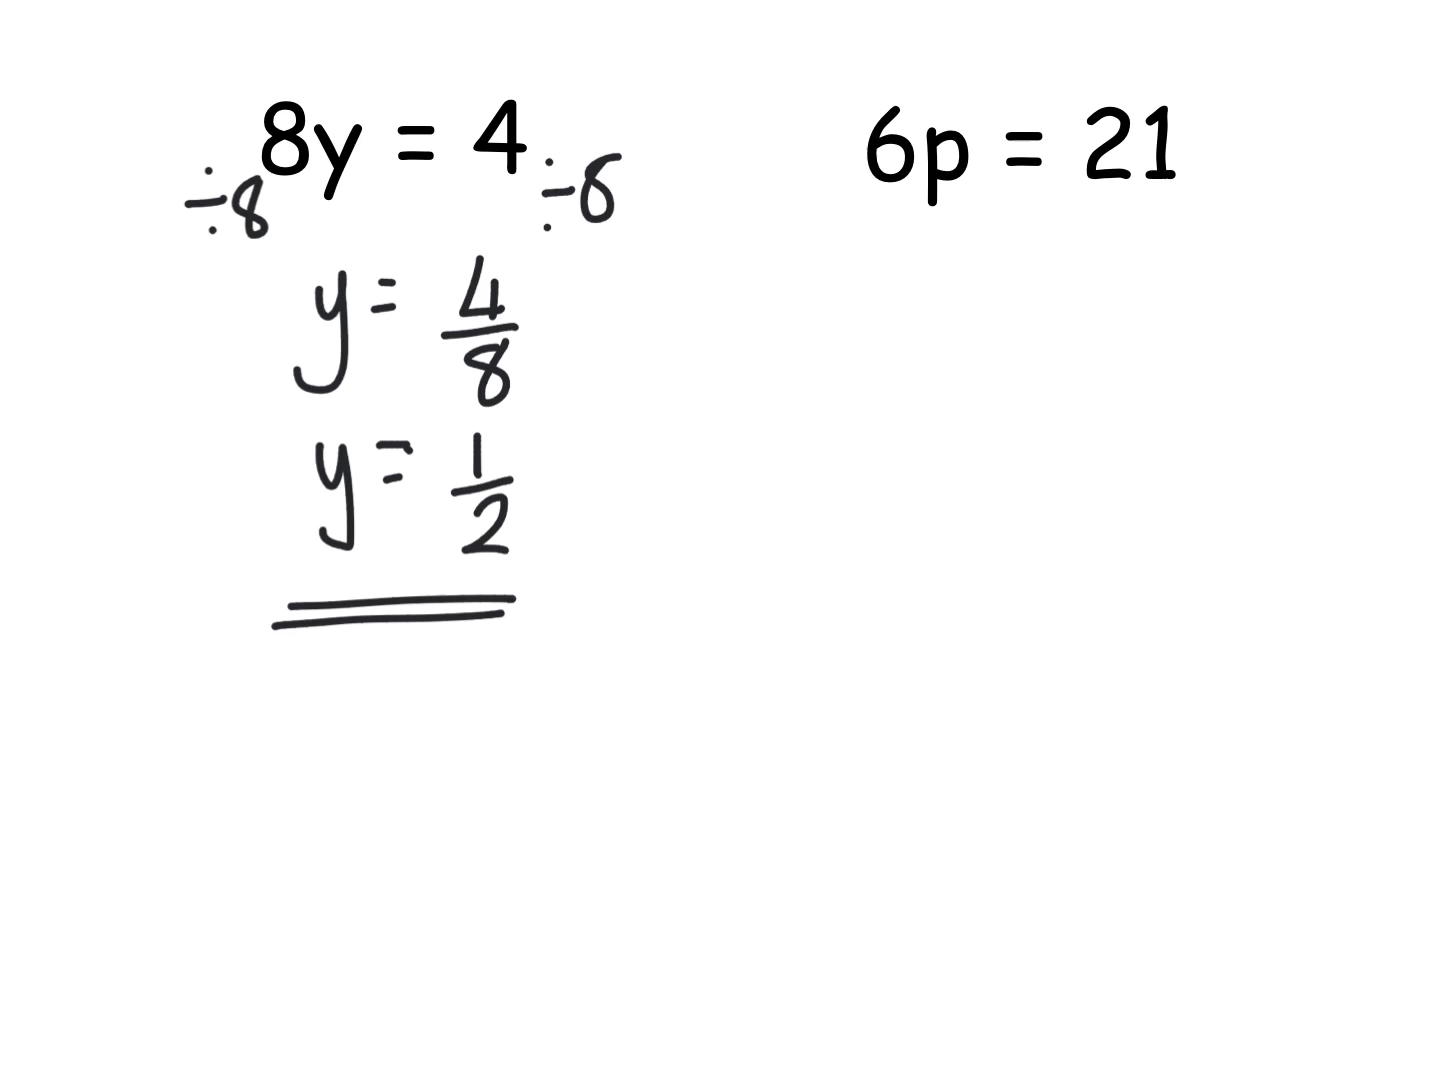 8y = 4
÷8 ÷8
y = 4/8
y = 1/2
6p = 21